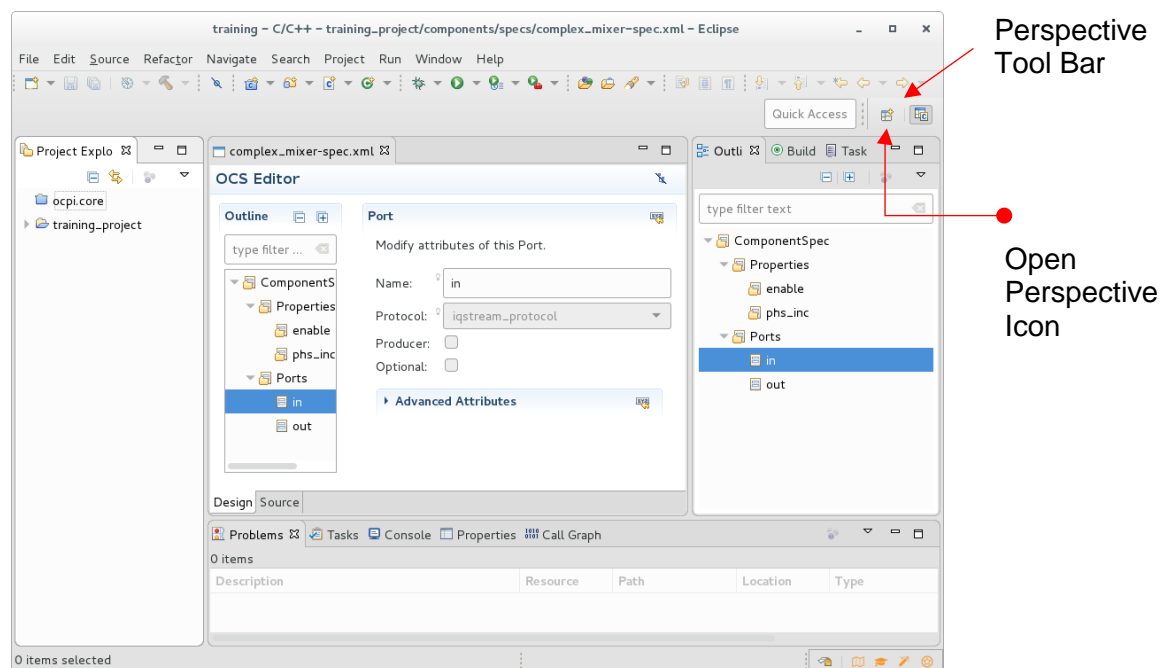 training - C/C++ - training_project/components/specs/complex_mixer-spec.xml - Eclipse
File Edit Source Refactor Navigate Search Project Run Window Help
Quick Access
Perspective
Tool Bar
Project Explo
ocpi.core
training_project
complex_mixer-spec.xml
OCS Editor
Outline
type filter ...
ComponentS
Properties
enable
phs_inc
Ports
in
out
Port
Modify attributes of this Port.
Name: in
Protocol: iqstream_protocol
Producer:
Optional:
Advanced Attributes
Design Source
Outli Build Task
type filter text
ComponentSpec
Properties
enable
phs_inc
Ports
in
out
Open
Perspective
Icon
Problems Tasks Console Properties Call Graph
0 items
Description Resource Path Location Type
0 items selected